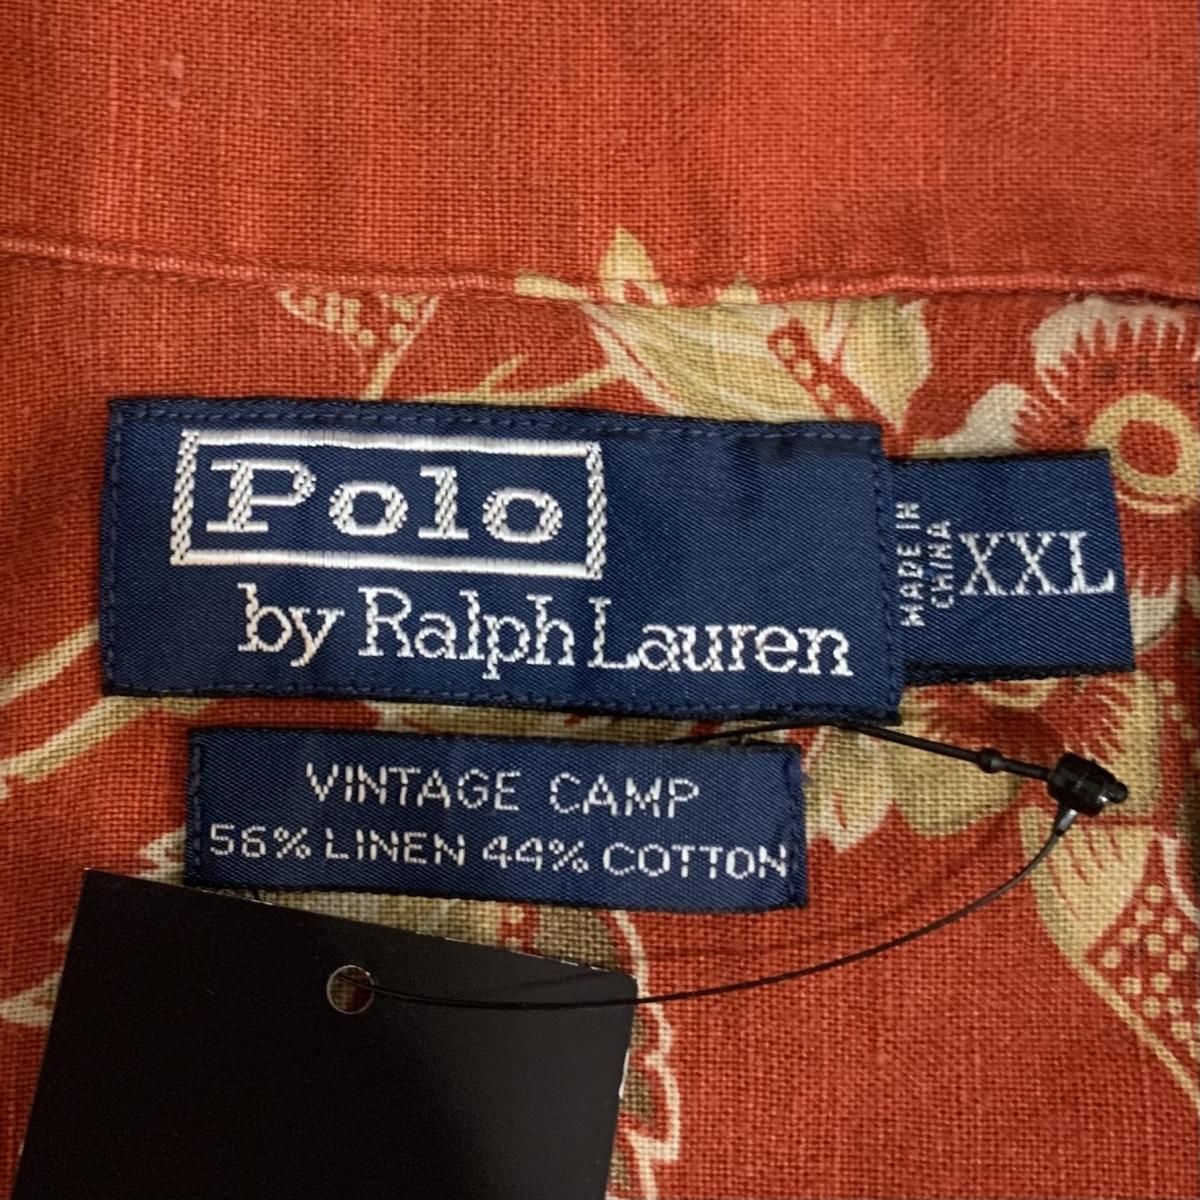 Polo
by Ralph Lauren
MADE IN
CHINA
XXL
VINTAGE CAMP
56% LINEN 44% COTTON